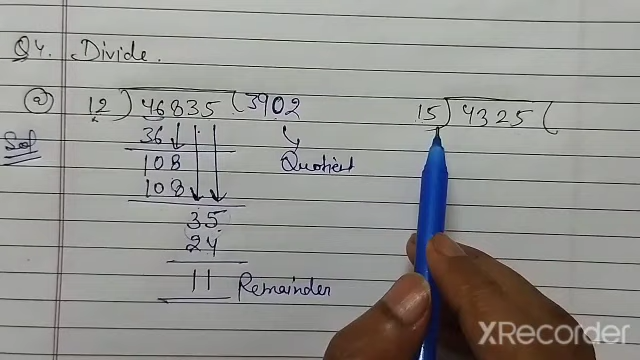 Q4. Divide.
a 12 ) 46835 ( 3902
15 ) 4325 (
Sol 36
108
Quotient
108
35
24
11 Remainder
XRecorder